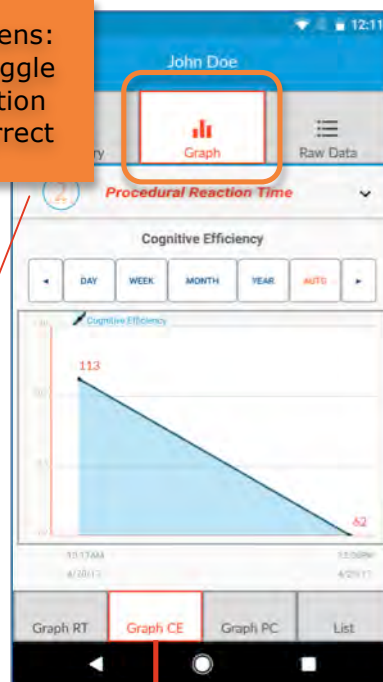 ens:
ggle
tion
rrect
12:11
John Doe
ry
Graph
Raw Data
2
Procedural Reaction Time
Cognitive Efficiency
DAY
WEEK
MONTH
YEAR
AUTO
Cognitive Efficiency
113
62
Graph RT
Graph CE
Graph PC
List